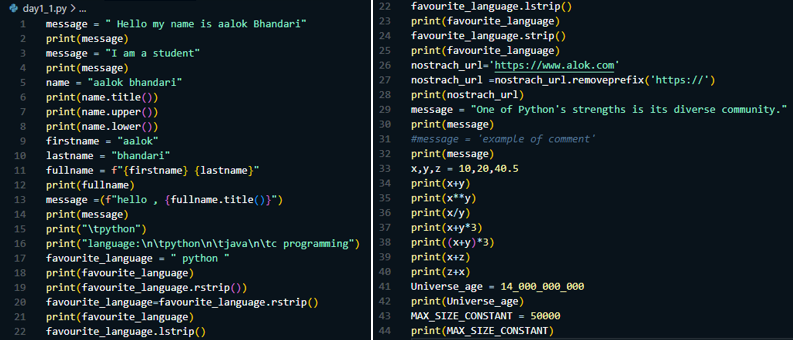 day1_1.py > ...
1 message = " Hello my name is aalok Bhandari"
2 print(message)
3 message = "I am a student"
4 print(message)
5 name = "aalok bhandari"
6 print(name.title())
7 print(name.upper())
8 print(name.lower())
9 firstname = "aalok"
10 lastname = "bhandari"
11 fullname = f"{firstname} {lastname}"
12 print(fullname)
13 message =(f"hello , {fullname.title()}")
14 print(message)
15 print("\tpython")
16 print("language:\n\tpython\n\tjava\n\tc programming")
17 favourite_language = " python "
18 print(favourite_language)
19 print(favourite_language.rstrip())
20 favourite_language=favourite_language.rstrip()
21 print(favourite_language)
22 favourite_language.lstrip()
22 favourite_language.lstrip()
23 print(favourite_language)
24 favourite_language.strip()
25 print(favourite_language)
26 nostrach_url='https://www.alok.com'
27 nostrach_url =nostrach_url.removeprefix('https://')
28 print(nostrach_url)
29 message = "One of Python's strengths is its diverse community."
30 print(message)
31 #message = 'example of comment'
32 print(message)
33 x,y,z = 10,20,40.5
34 print(x+y)
35 print(x**y)
36 print(x/y)
37 print(x+y*3)
38 print((x+y)*3)
39 print(x+z)
40 print(z+x)
41 Universe_age = 14_000_000_000
42 print(Universe_age)
43 MAX_SIZE_CONSTANT = 50000
44 print(MAX_SIZE_CONSTANT)